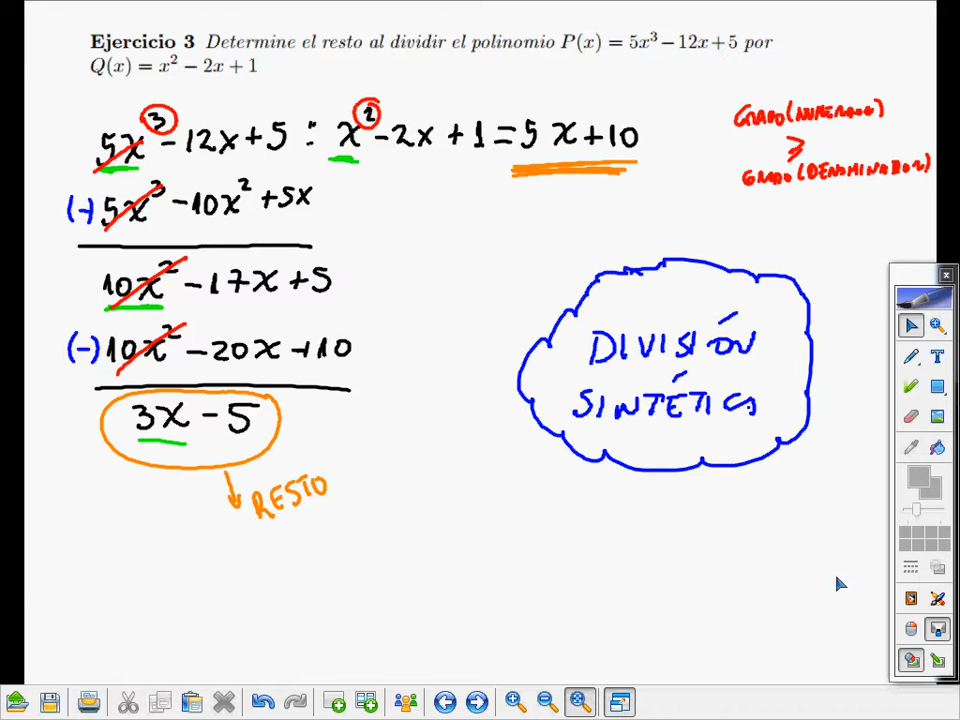 Ejercicio 3 Determine el resto al dividir el polinomio P(x) = 5x³ − 12x + 5 por
Q(x) = x² − 2x + 1
5x³ − 12x + 5 : x² − 2x + 1 = 5x + 10
GRADO(NUMERADOR)
≥
GRADO(DENOMINADOR)
(-) 5x³ − 10x² + 5x
10x² − 17x + 5
(-) 10x² − 20x + 10
3x − 5
RESTO
DIVISIÓN
SINTÉTICA
T